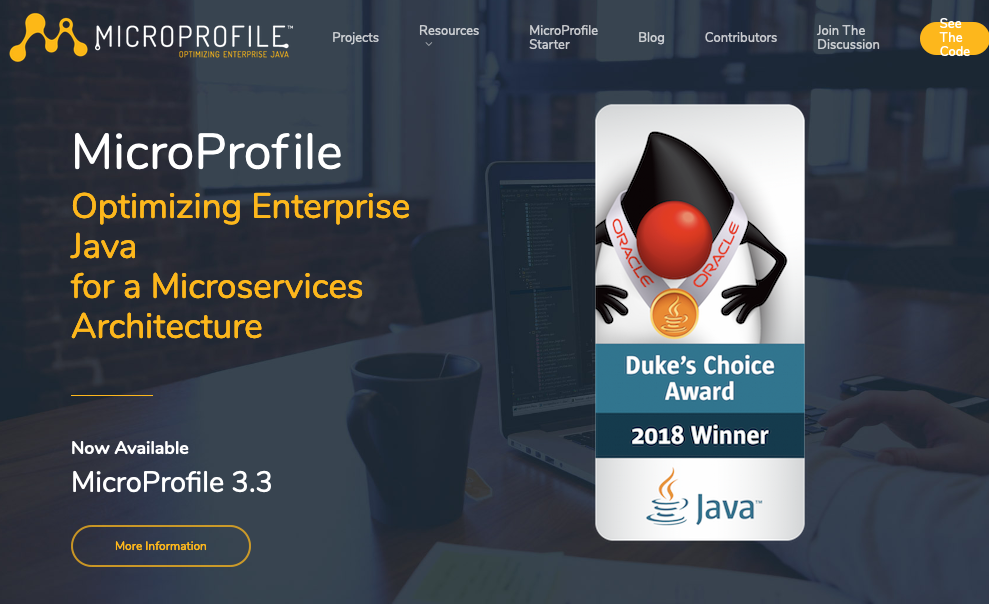 MICROPROFILE™
OPTIMIZING ENTERPRISE JAVA
Projects
Resources
MicroProfile
Starter
Blog
Contributors
Join The
Discussion
See
The
Code
MicroProfile
Optimizing Enterprise
Java
for a Microservices
Architecture
Now Available
MicroProfile 3.3
More Information
ORACLE
ORACLE
Duke's Choice
Award
2018 Winner
Java™